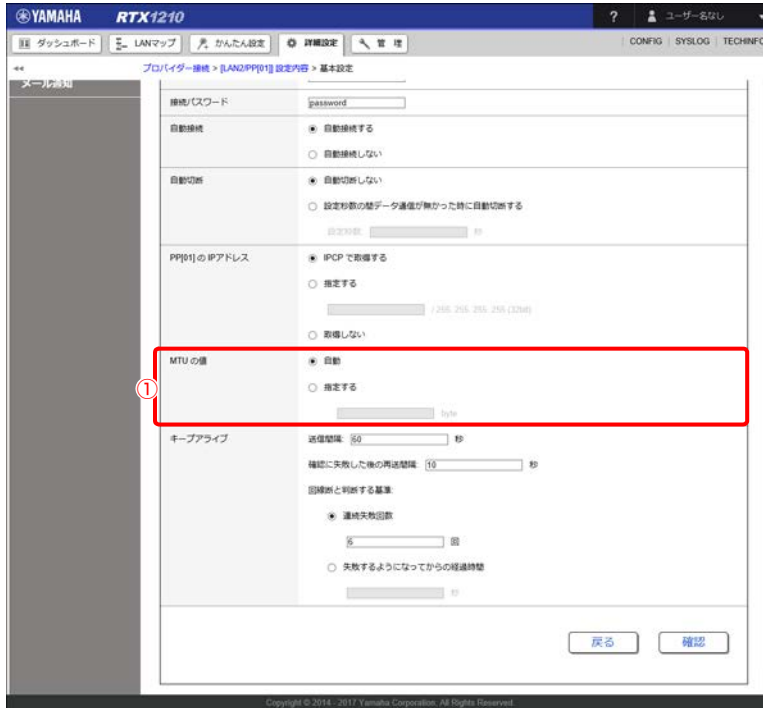 YAMAHA RTX1210 ? ユーザー名なし
ダッシュボード LANマップ かんたん設定 詳細設定 管 理 CONFIG SYSLOG TECHINFO
プロバイダー接続 > [LAN2/PP[01]] 設定内容 > 基本設定
メール通知
接続パスワード password
自動接続 自動接続する
自動接続しない
自動切断 自動切断しない
設定秒数の間データ通信が無かった時に自動切断する
設定秒数: 秒
PP[01] の IPアドレス IPCP で取得する
指定する
/ 255. 255. 255. 255 (32bit)
取得しない
MTU の値 自動
①
指定する
byte
キープアライブ 送信間隔: 60 秒
確認に失敗した後の再送間隔: 10 秒
回線断と判断する基準:
連続失敗回数
6 回
失敗するようになってからの経過時間
秒
戻る 確認
Copyright © 2014 - 2017 Yamaha Corporation. All Rights Reserved.